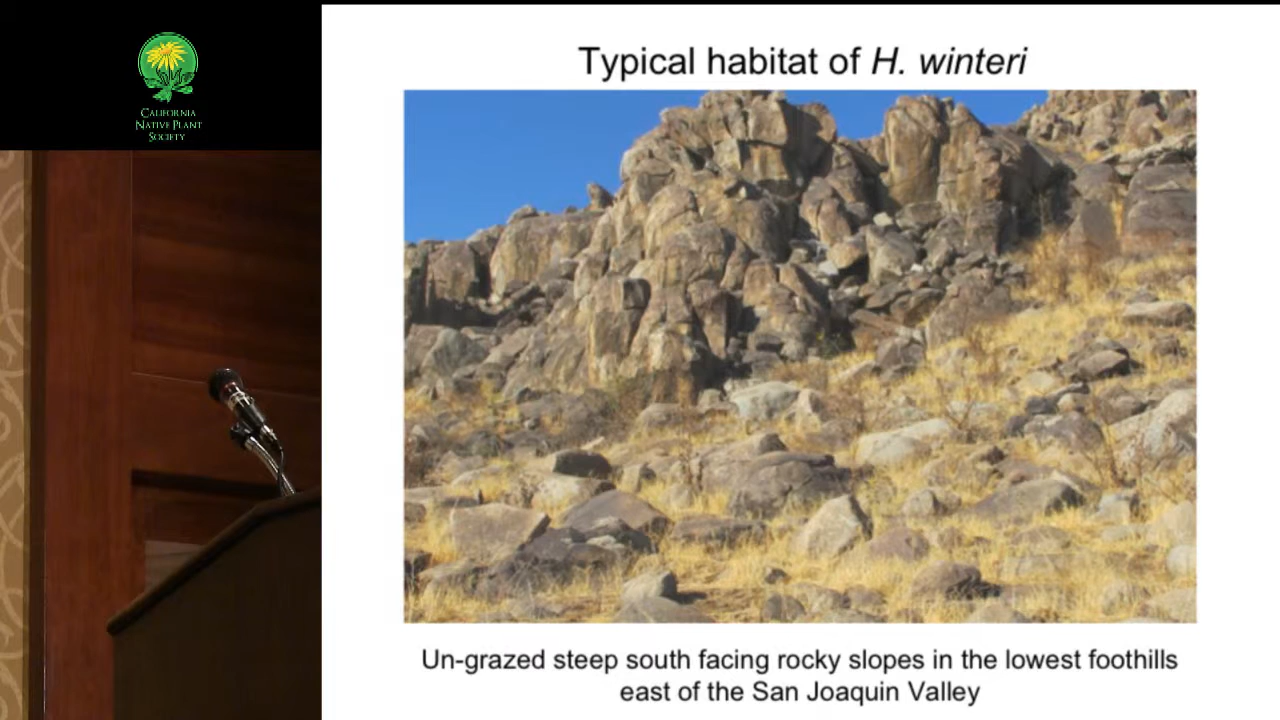 CALIFORNIA
NATIVE PLANT
SOCIETY
Typical habitat of H. winteri
Un-grazed steep south facing rocky slopes in the lowest foothills
east of the San Joaquin Valley